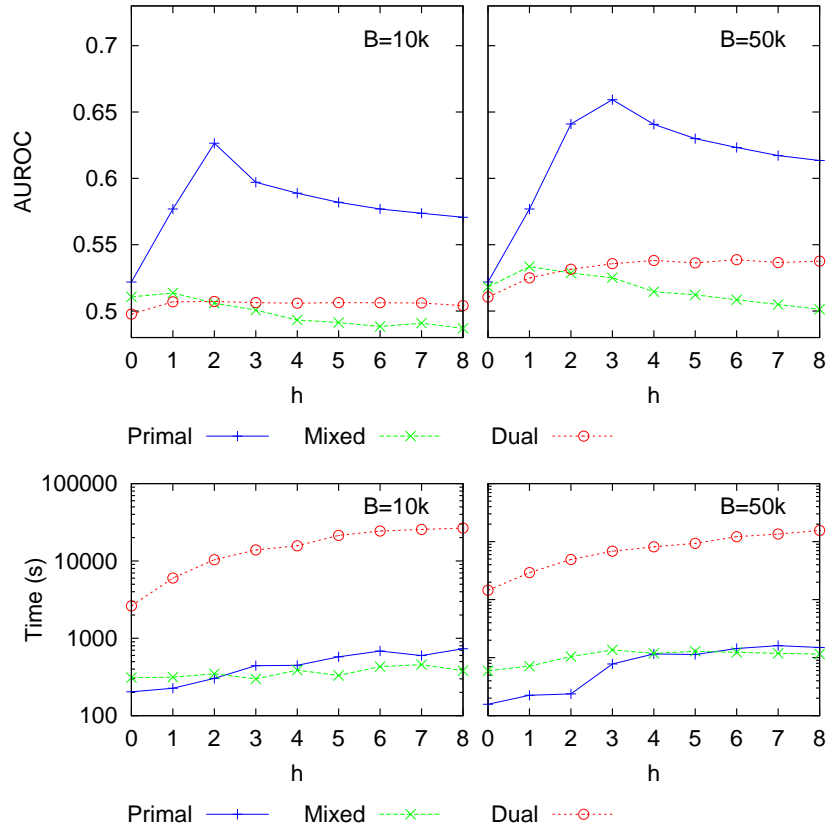 AUROC
0.7
0.65
0.6
0.55
0.5
B=10k
0 1 2 3 4 5 6 7 8
h
B=50k
0 1 2 3 4 5 6 7 8
h
Primal Mixed Dual
Time (s)
100000
10000
1000
100
B=10k
0 1 2 3 4 5 6 7 8
h
B=50k
0 1 2 3 4 5 6 7 8
h
Primal Mixed Dual